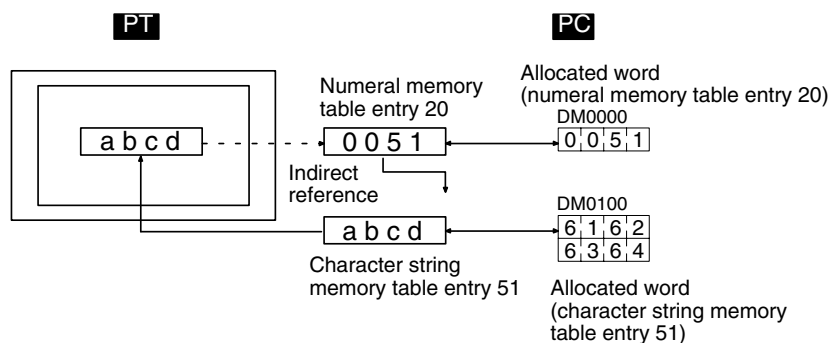 PT
PC
Numeral memory
table entry 20
Allocated word
(numeral memory table entry 20)
DM0000
a b c d
0 0 5 1
0 0 5 1
Indirect
reference
DM0100
a b c d
6 1 6 2
6 3 6 4
Character string
memory table entry 51
Allocated word
(character string memory
table entry 51)